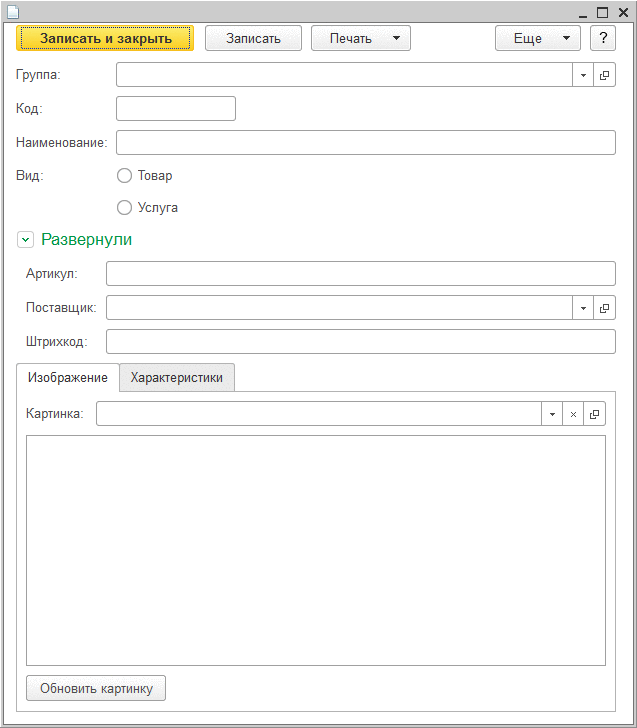 Записать и закрыть Записать Печать Еще ?
Группа:
Код:
Наименование:
Вид: Товар
Услуга
Развернули
Артикул:
Поставщик:
Штрихкод:
Изображение Характеристики
Картинка:
Обновить картинку